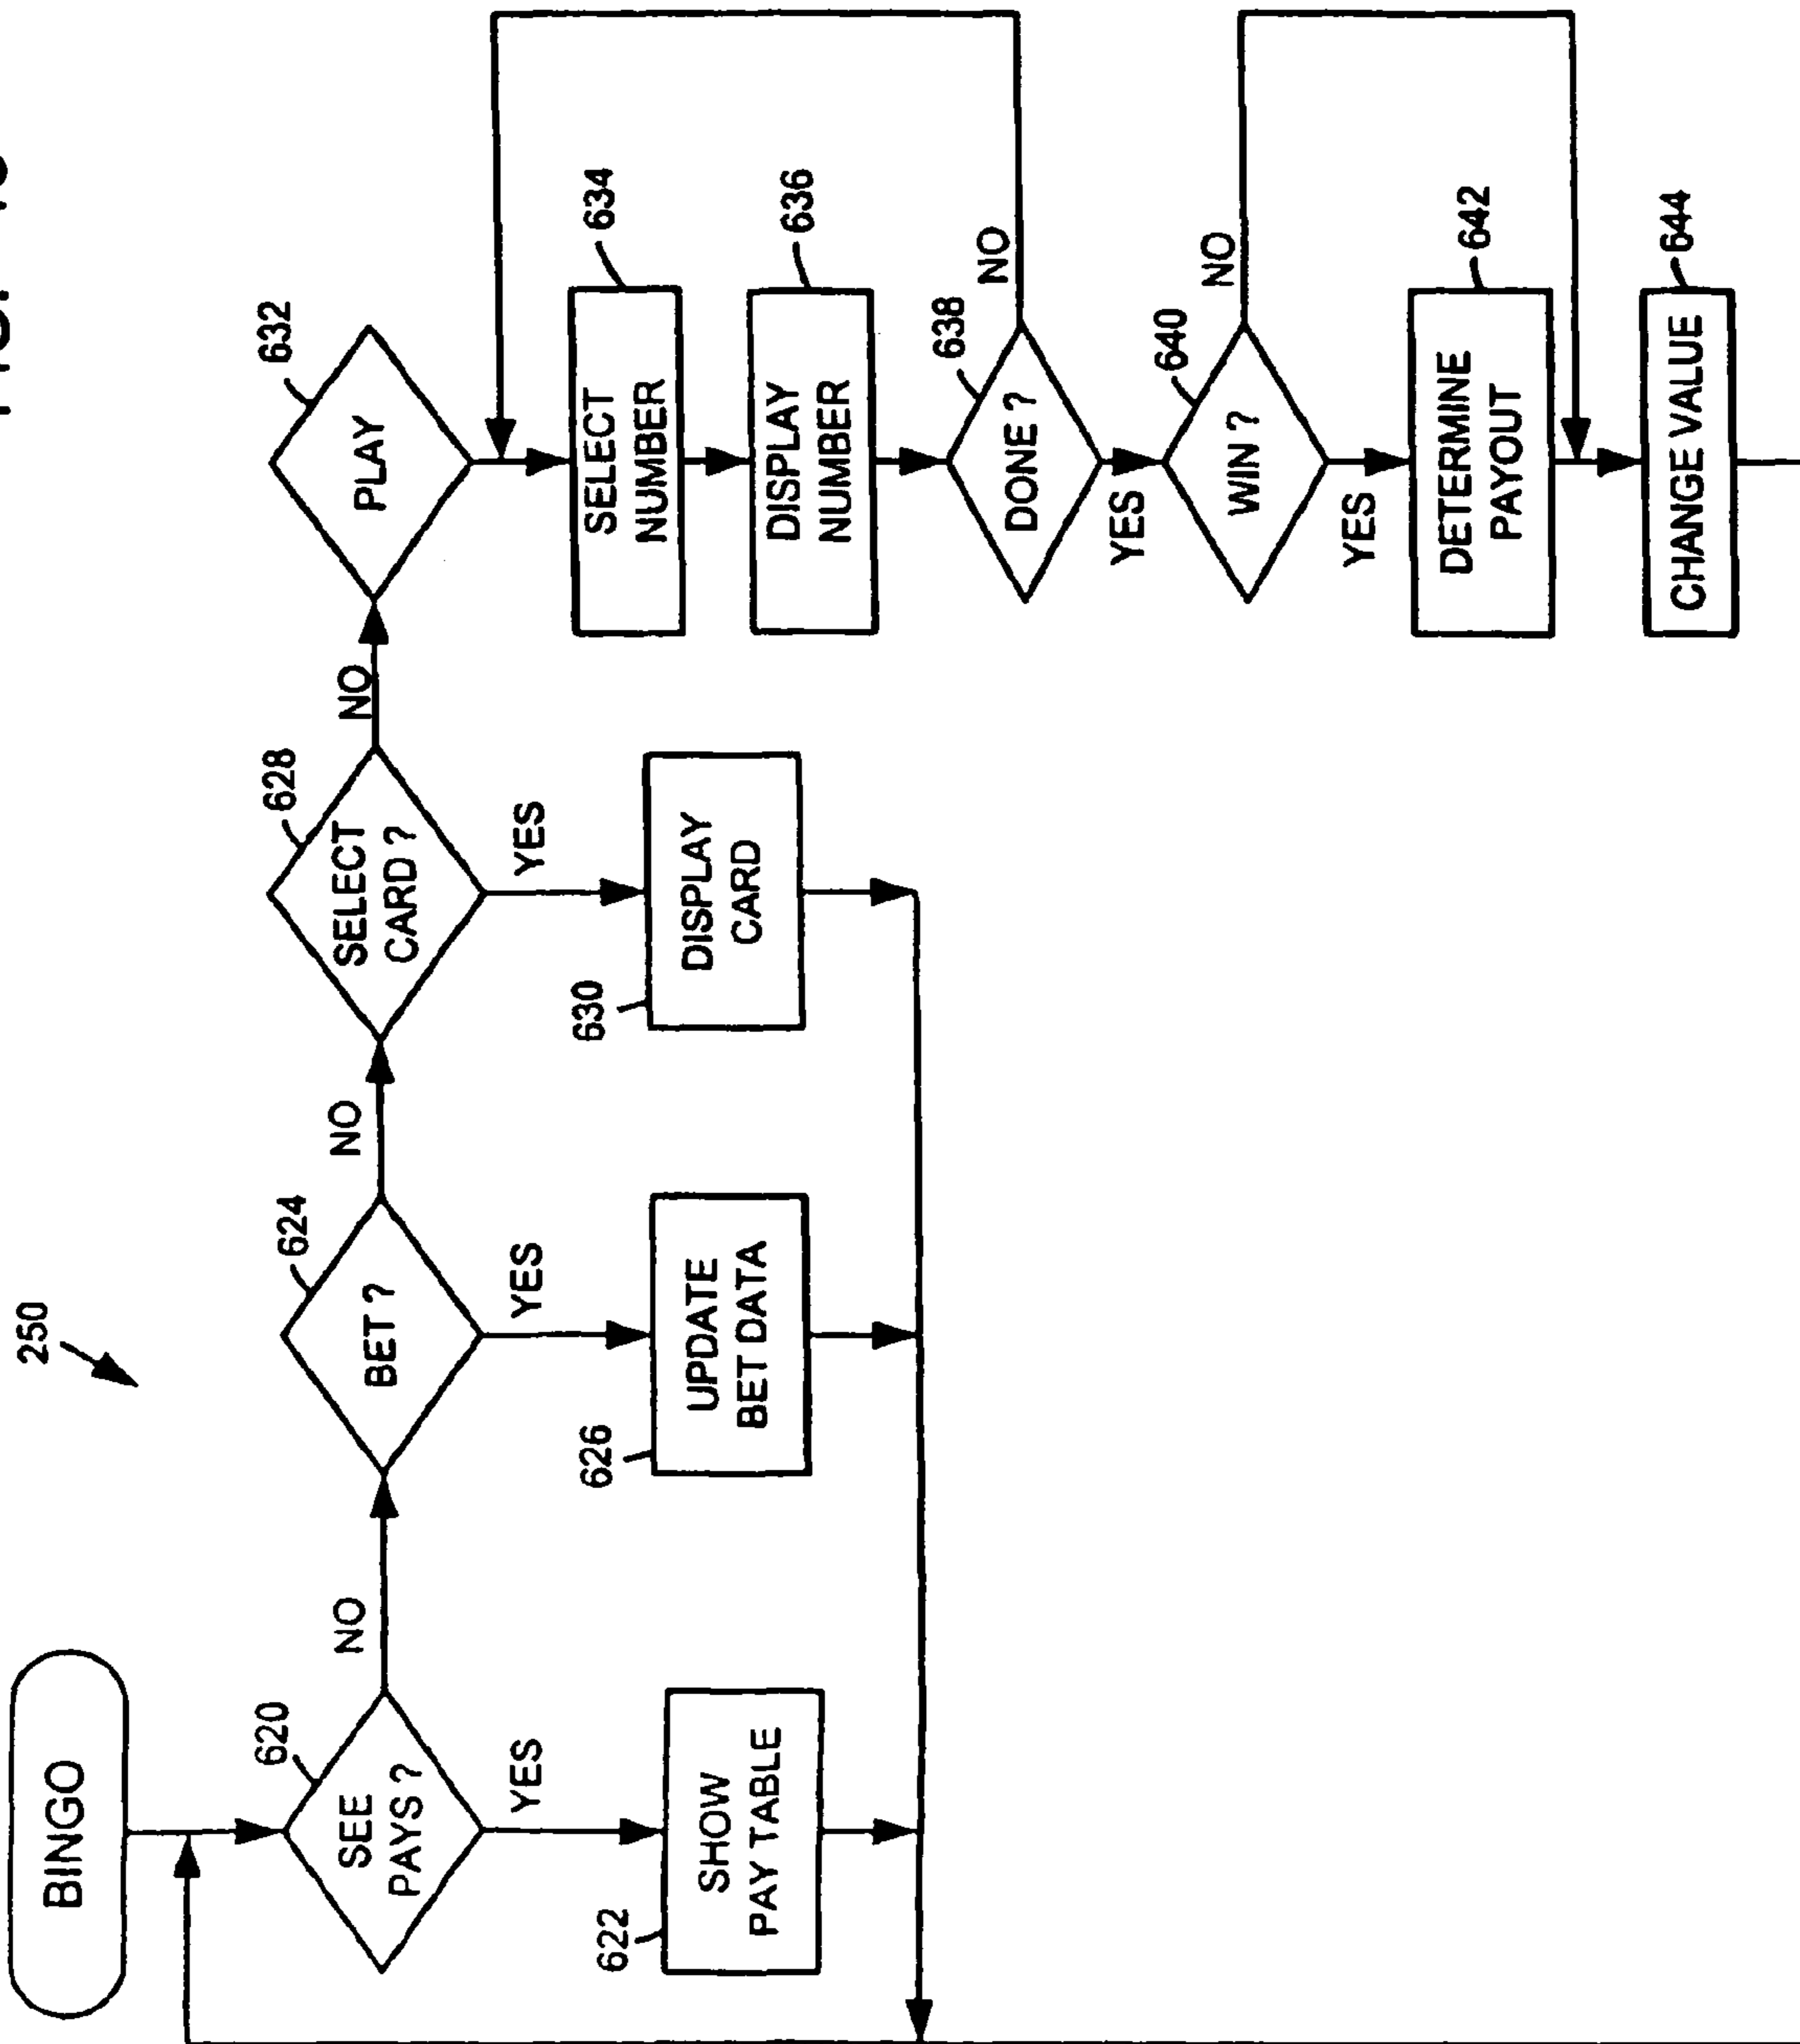 250
BINGO
620
SEE
PAYS ?
NO
YES
622
SHOW
PAY TABLE
624
BET ?
NO
YES
626
UPDATE
BET DATA
628
SELECT
CARD ?
NO
YES
630
DISPLAY
CARD
632
PLAY
634
SELECT
NUMBER
636
DISPLAY
NUMBER
638
DONE ?
NO
YES
640
WIN ?
NO
YES
642
DETERMINE
PAYOUT
644
CHANGE VALUE